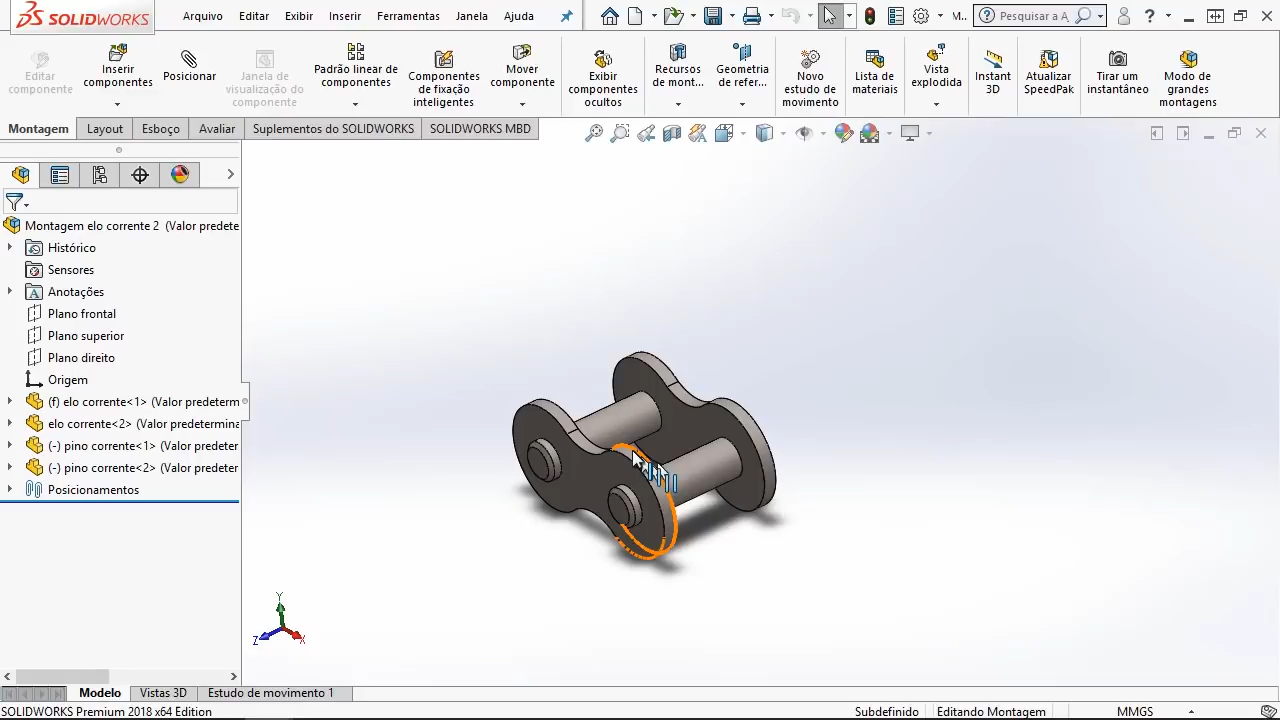 SOLIDWORKS
Arquivo Editar Exibir Inserir Ferramentas Janela Ajuda
M.. Pesquisar a A
Editar componente
Inserir componentes
Posicionar
Janela de visualização do componente
Padrão linear de componentes
Componentes de fixação inteligentes
Mover componente
Exibir componentes ocultos
Recursos de mont...
Geometria de refer...
Novo estudo de movimento
Lista de materiais
Vista explodida
Instant 3D
Atualizar SpeedPak
Tirar um instantâneo
Modo de grandes montagens
Montagem Layout Esboço Avaliar Suplementos do SOLIDWORKS SOLIDWORKS MBD
Montagem elo corrente 2 (Valor predete
Histórico
Sensores
Anotações
Plano frontal
Plano superior
Plano direito
Origem
(f) elo corrente<1> (Valor predeterm
elo corrente<2> (Valor predetermina
(-) pino corrente<1> (Valor predeter
(-) pino corrente<2> (Valor predeter
Posicionamentos
Y
Z X
Modelo Vistas 3D Estudo de movimento 1
SOLIDWORKS Premium 2018 x64 Edition Subdefinido Editando Montagem MMGS